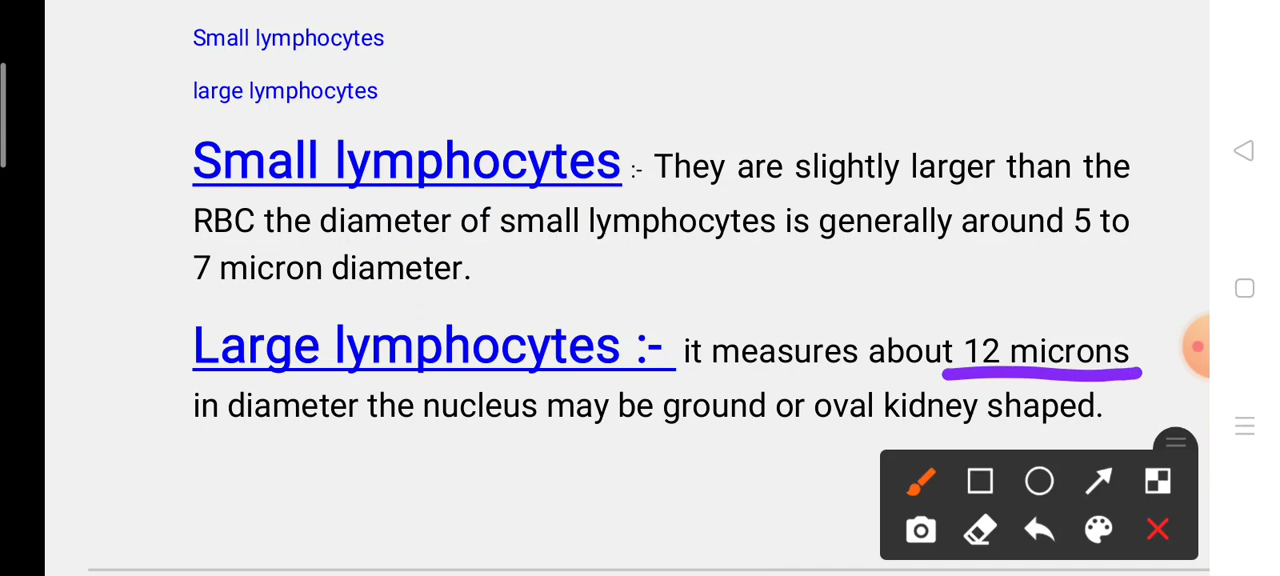 Small lymphocytes
large lymphocytes
Small lymphocytes :- They are slightly larger than the
RBC the diameter of small lymphocytes is generally around 5 to
7 micron diameter.
Large lymphocytes :- it measures about 12 microns
in diameter the nucleus may be ground or oval kidney shaped.